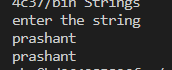 4c37/bin Strings
enter the string
prashant
prashant